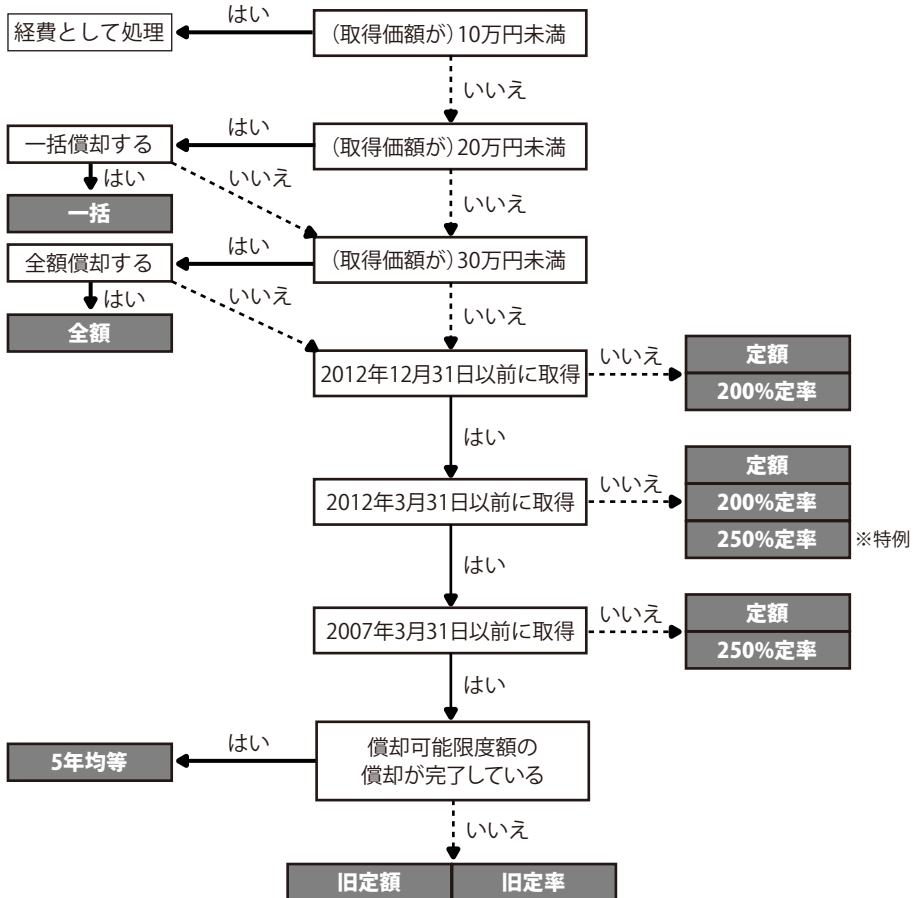 はい
経費として処理
(取得価額が)10万円未満
いいえ
はい
一括償却する
(取得価額が)20万円未満
はい
いいえ
いいえ
一括
はい
全額償却する
(取得価額が)30万円未満
はい
いいえ
いいえ
全額
2012年12月31日以前に取得
いいえ
定額
200%定率
はい
2012年3月31日以前に取得
いいえ
定額
200%定率
250%定率
※特例
はい
2007年3月31日以前に取得
いいえ
定額
250%定率
はい
はい
5年均等
償却可能限度額の
償却が完了している
いいえ
旧定額
旧定率